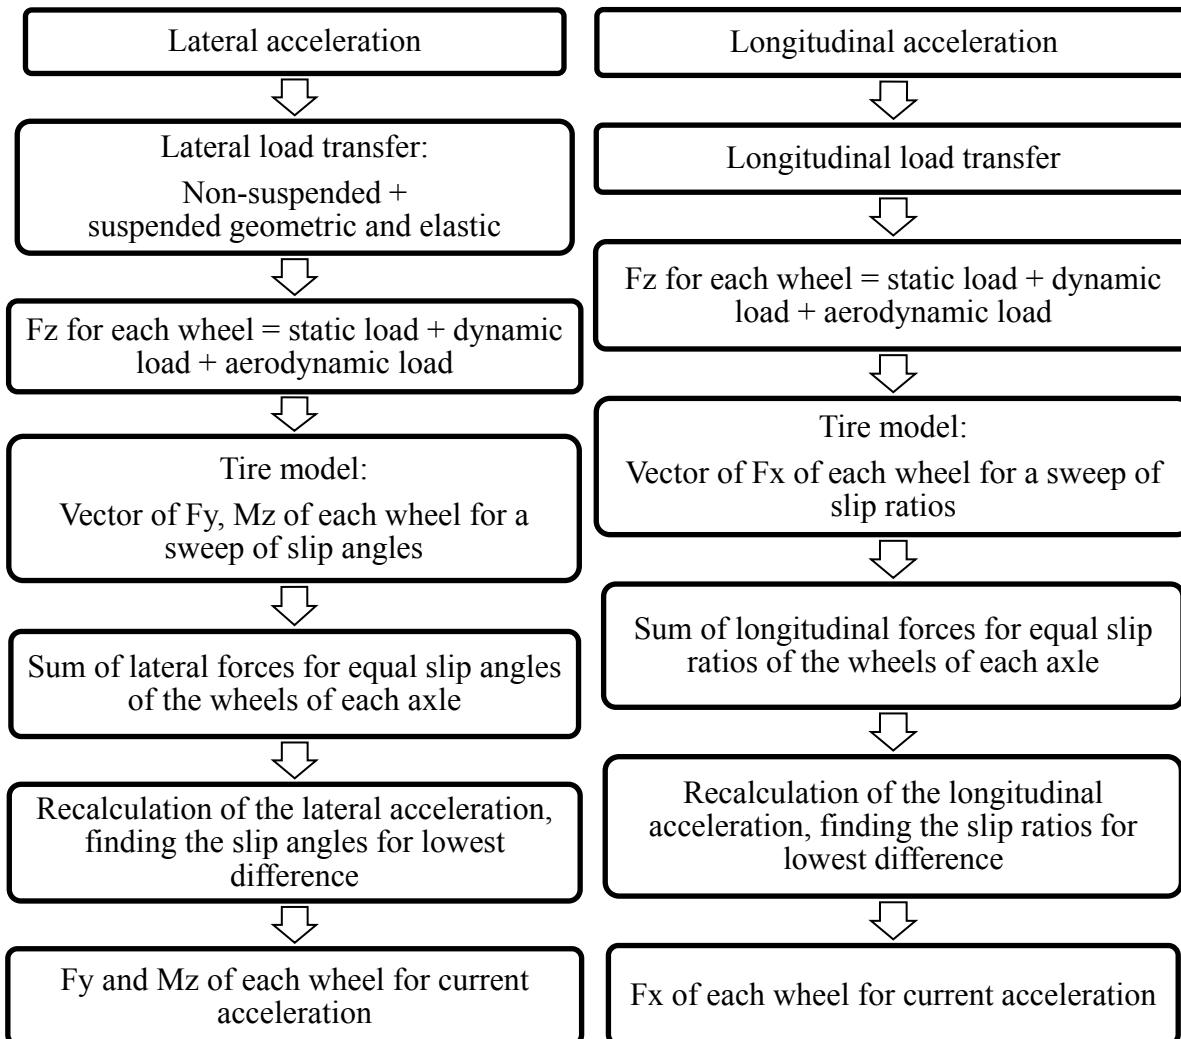 Lateral acceleration
Lateral load transfer:
Non-suspended +
suspended geometric and elastic
Fz for each wheel = static load + dynamic
load + aerodynamic load
Tire model:
Vector of Fy, Mz of each wheel for a
sweep of slip angles
Sum of lateral forces for equal slip angles
of the wheels of each axle
Recalculation of the lateral acceleration,
finding the slip angles for lowest
difference
Fy and Mz of each wheel for current
acceleration
Longitudinal acceleration
Longitudinal load transfer
Fz for each wheel = static load + dynamic
load + aerodynamic load
Tire model:
Vector of Fx of each wheel for a sweep of
slip ratios
Sum of longitudinal forces for equal slip
ratios of the wheels of each axle
Recalculation of the longitudinal
acceleration, finding the slip ratios for
lowest difference
Fx of each wheel for current acceleration